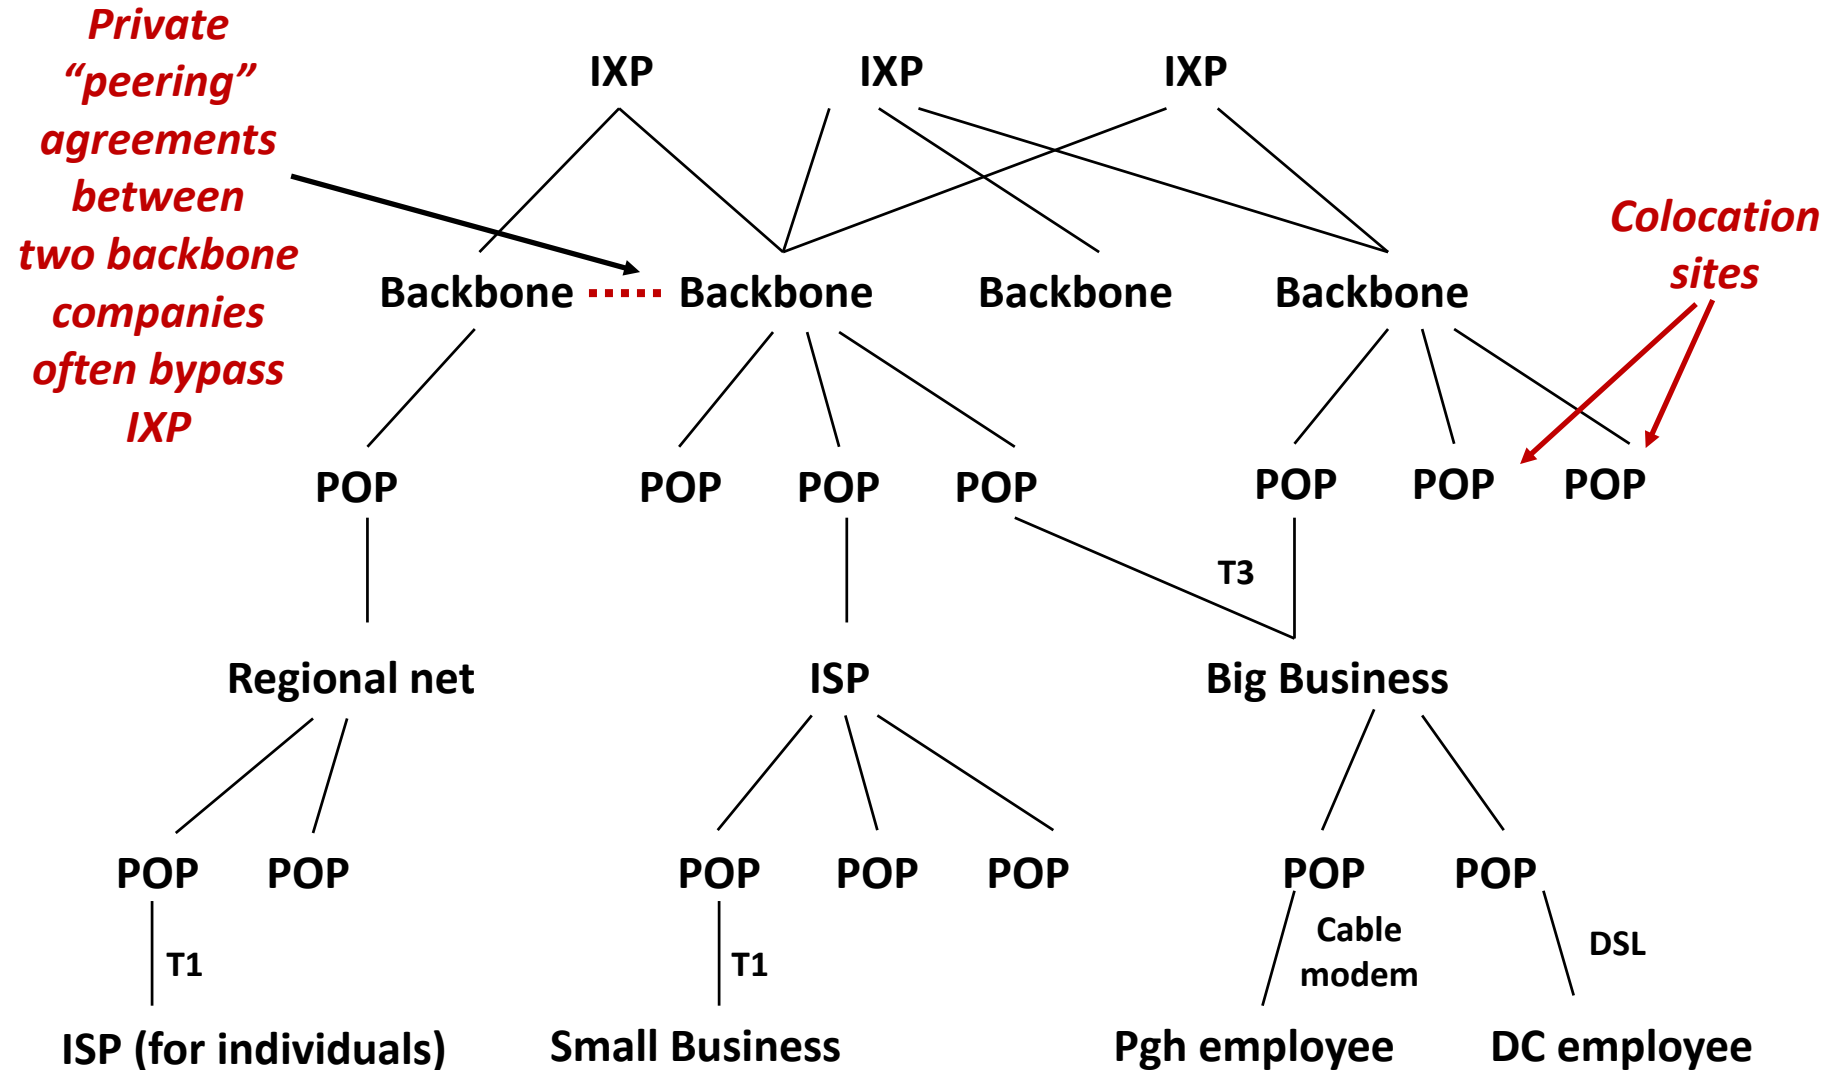 Private
“peering”
agreements
between
two backbone
companies
often bypass
IXP
IXP IXP IXP
Colocation
sites
Backbone Backbone Backbone Backbone
POP POP POP POP POP POP POP
T3
Regional net ISP Big Business
POP POP POP POP POP POP POP
T1 T1 Cable
modem
DSL
ISP (for individuals) Small Business Pgh employee DC employee